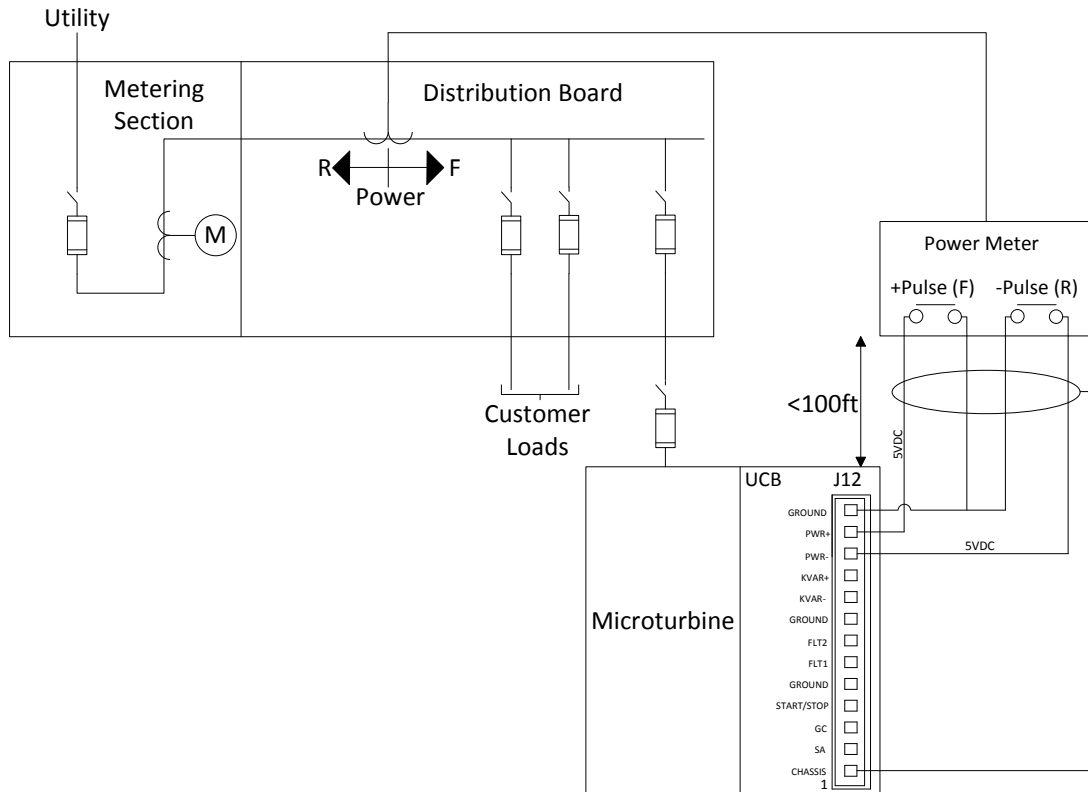 Utility
Metering
Section
Distribution Board
R
F
Power
M
Customer
Loads
Power Meter
+Pulse (F)
-Pulse (R)
<100ft
5VDC
5VDC
Microturbine
UCB
J12
GROUND
PWR+
PWR-
KVAR+
KVAR-
GROUND
FLT2
FLT1
GROUND
START/STOP
GC
SA
CHASSIS
1